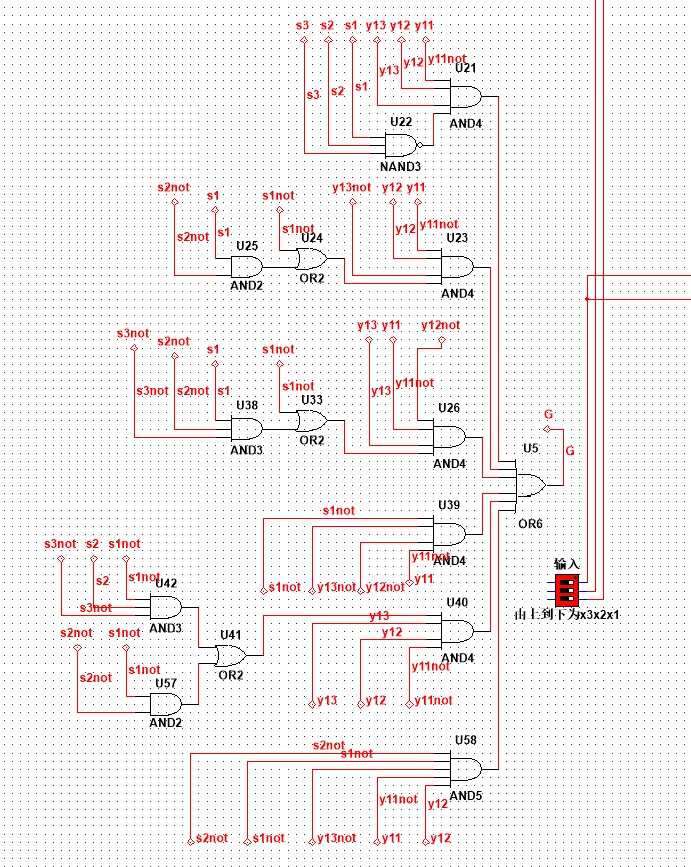 s3 s2 s1 y13 y12 y11
s3 s2 s1 y13 y12 y11not
U21
AND4
U22
NAND3
s2not s1 s1not y13not y12 y11
s2not s1 s1not y12 y11not
U25
AND2
U24
OR2
U23
AND4
s3not s2not s1 s1not y13 y11 y12not
s3not s2not s1 s1not y13 y11not
U38
AND3
U33
OR2
U26
AND4
U5
OR6
G
G
s1not
U39
AND4
y11not
s1not y13not y12not y11
输入
由上到下为x3x2x1
s3not s2 s1not
s3not s2 s1not
U42
AND3
s2not s1not
s2not s1not
U57
AND2
U41
OR2
y13
y12
y11not
U40
AND4
y13 y12 y11not
s2not
s1not
U58
AND5
y11not y12
s2not s1not y13not y11 y12